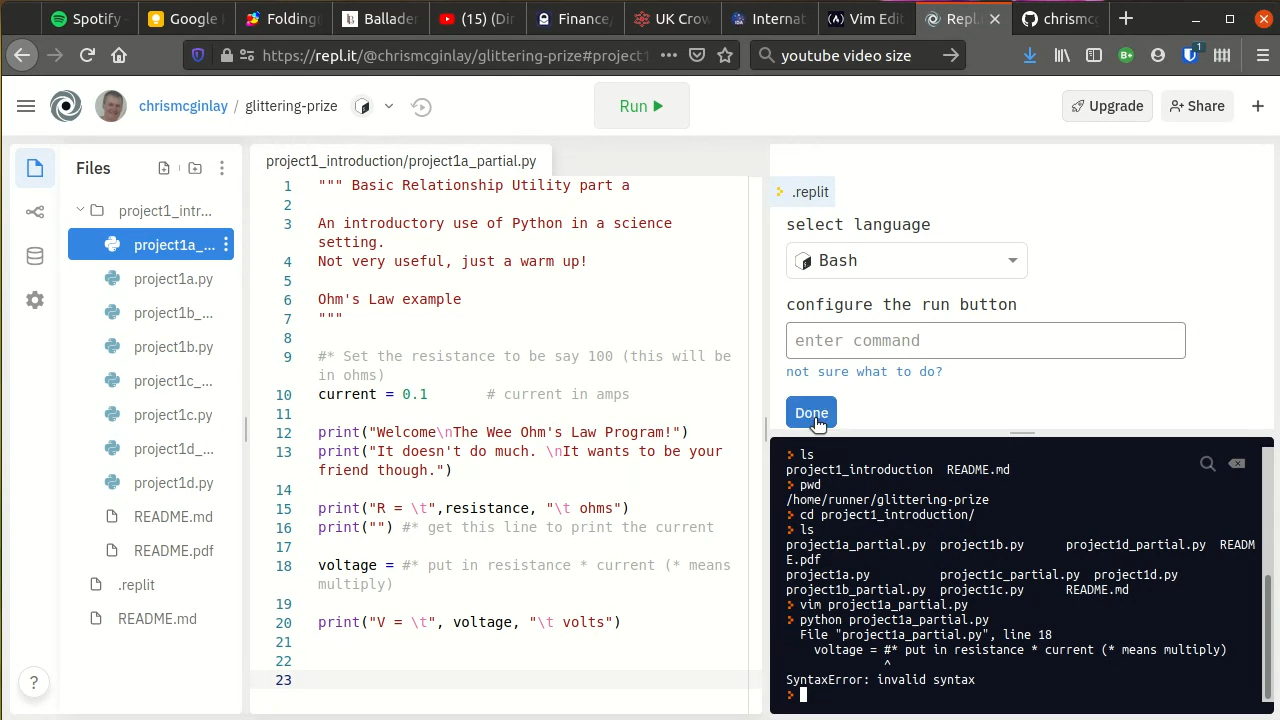 Spotify -
Google
Folding
Ballader
(15) (Di
Finance/
UK Crow
Internat
Vim Edi
Repl.
chrismcg
https://repl.it/@chrismcginlay/glittering-prize#project1
youtube video size
1
chrismcginlay / glittering-prize
Run
Upgrade
Share
Files
project1_intr...
project1a_...
project1a.py
project1b_...
project1b.py
project1c_...
project1c.py
project1d_...
project1d.py
README.md
README.pdf
.replit
README.md
?
project1_introduction/project1a_partial.py
1 """ Basic Relationship Utility part a
2
3 An introductory use of Python in a science
setting.
4 Not very useful, just a warm up!
5
6 Ohm's Law example
7 """
8
9 #* Set the resistance to be say 100 (this will be
in ohms)
10 current = 0.1 # current in amps
11
12 print("Welcome\nThe Wee Ohm's Law Program!")
13 print("It doesn't do much. \nIt wants to be your
friend though.")
14
15 print("R = \t",resistance, "\t ohms")
16 print("") #* get this line to print the current
17
18 voltage = #* put in resistance * current (* means
multiply)
19
20 print("V = \t", voltage, "\t volts")
21
22
23
.replit
select language
Bash
configure the run button
enter command
not sure what to do?
Done
ls
project1_introduction README.md
pwd
/home/runner/glittering-prize
cd project1_introduction/
ls
project1a_partial.py project1b.py project1d_partial.py READM
E.pdf
project1a.py project1c_partial.py project1d.py
project1b_partial.py project1c.py README.md
vim project1a_partial.py
python project1a_partial.py
File "project1a_partial.py", line 18
voltage = #* put in resistance * current (* means multiply)
^
SyntaxError: invalid syntax